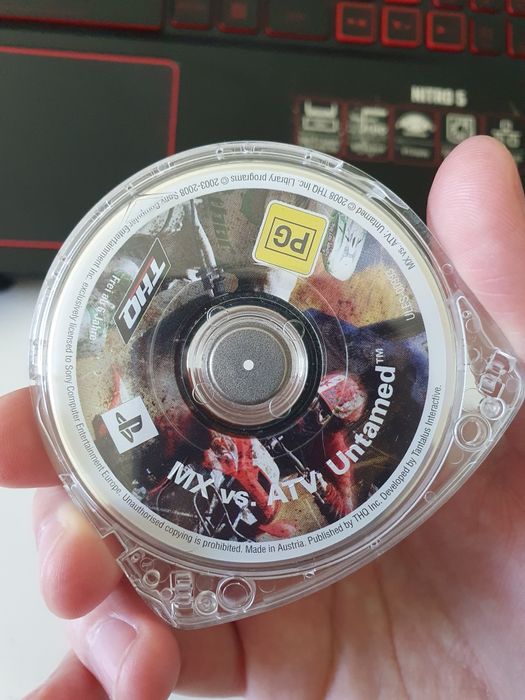 NITRO 5
MX vs. ATV: Untamed © 2008 THQ Inc. Library programs © 2003-2008 Sony Computer Entertainment Inc. exclusively licensed to Sony Computer Entertainment Europe. Unauthorised copying is prohibited. Made in Austria. Published by THQ Inc. Developed by Tantalus Interactive.
PG
THQ
MX vs. ATV: Untamed™